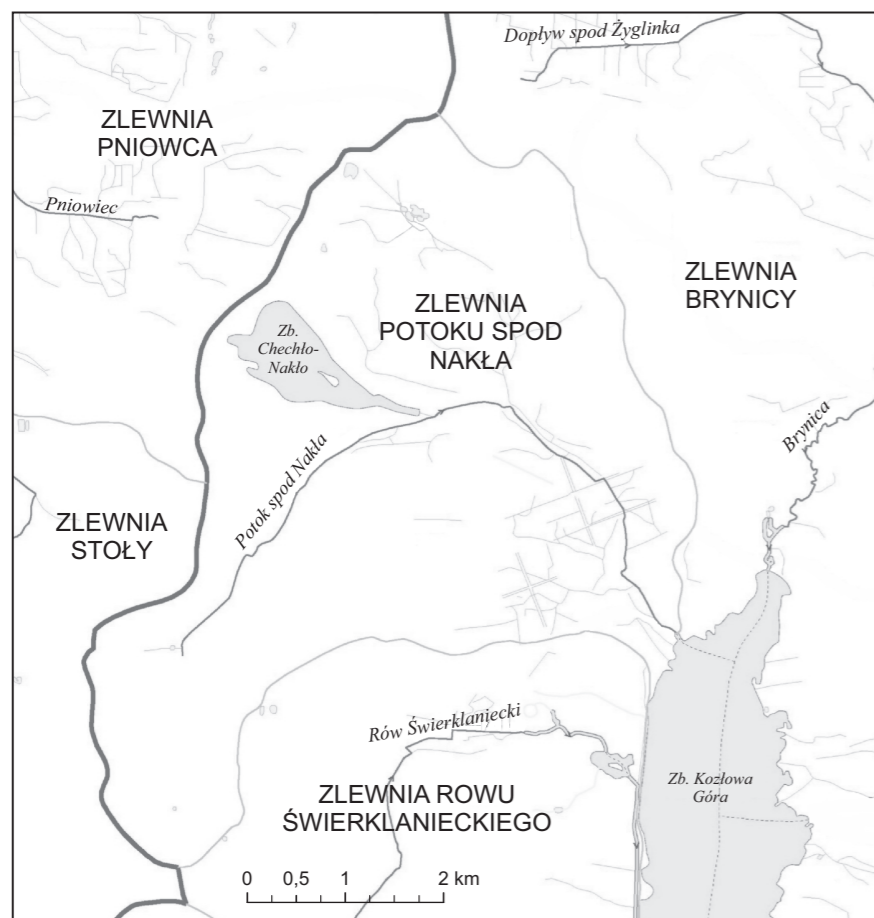 Dopływ spod Żyglinka
ZLEWNIA
PNIOWCA
Pniowiec
ZLEWNIA
BRYNICY
ZLEWNIA
POTOKU SPOD
NAKŁA
Zb.
Chechło-
Nakło
Brynica
Potok spod Nakła
ZLEWNIA
STOŁY
Rów Świerklaniecki
Zb. Kozłowa
Góra
ZLEWNIA ROWU
ŚWIERKLANIECKIEGO
0 0,5 1 2 km